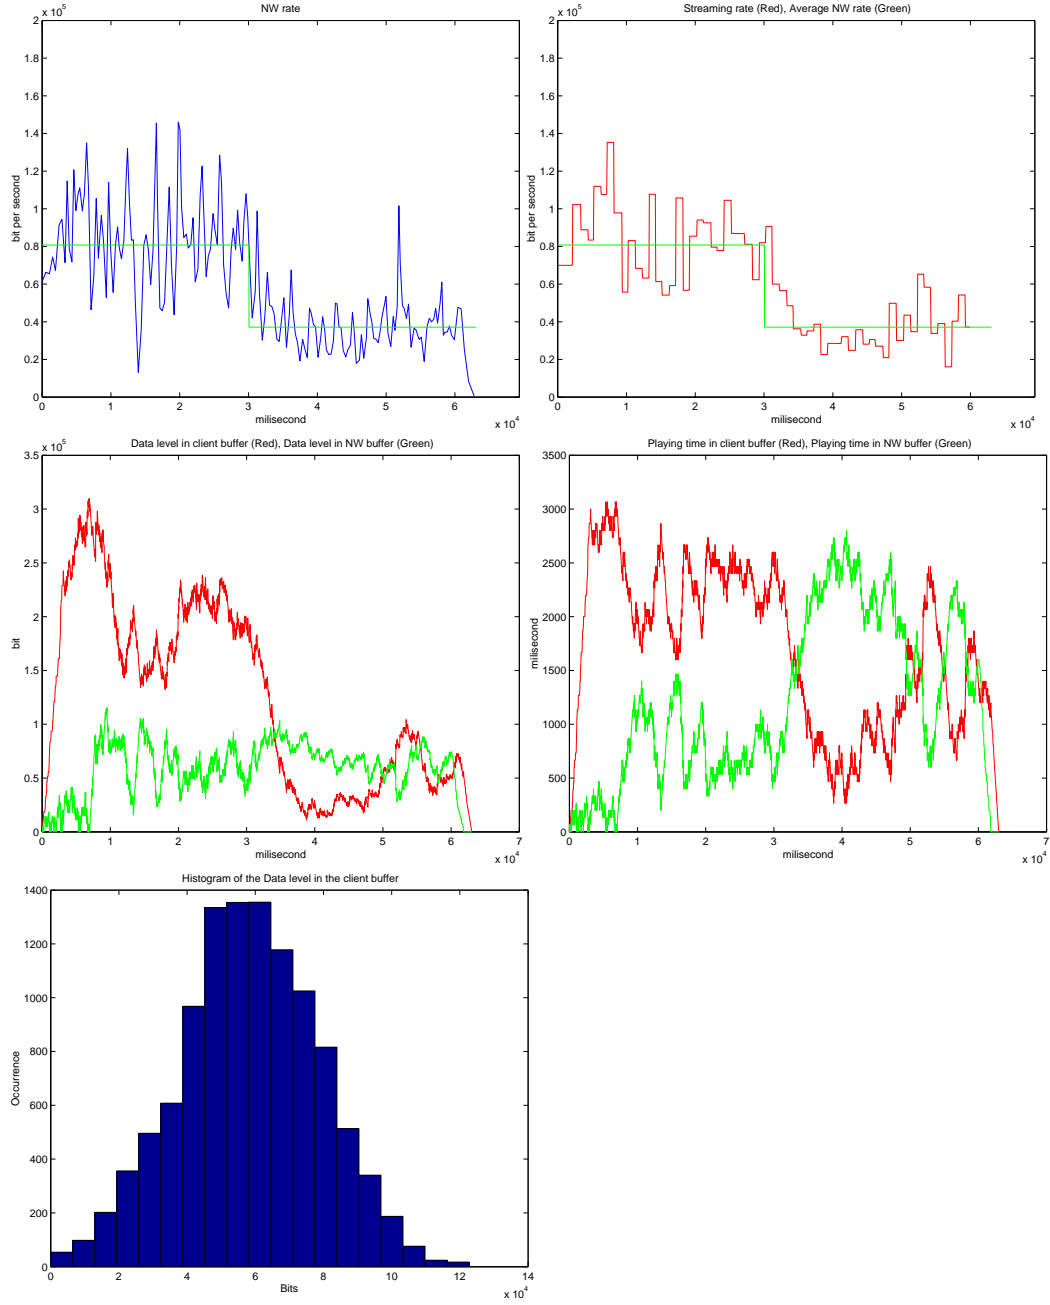 NW rate
x 10^5
2
1.8
1.6
1.4
1.2
1
0.8
0.6
0.4
0.2
0
bit per second
0 1 2 3 4 5 6
milisecond
x 10^4
Streaming rate (Red), Average NW rate (Green)
x 10^5
2
1.8
1.6
1.4
1.2
1
0.8
0.6
0.4
0.2
0
bit per second
0 1 2 3 4 5 6
milisecond
x 10^4
Data level in client buffer (Red), Data level in NW buffer (Green)
x 10^5
3.5
3
2.5
2
1.5
1
0.5
0
bit
0 1 2 3 4 5 6 7
milisecond
x 10^4
Playing time in client buffer (Red), Playing time in NW buffer (Green)
3500
3000
2500
2000
1500
1000
500
0
milisecond
0 1 2 3 4 5 6 7
milisecond
x 10^4
Histogram of the Data level in the client buffer
1400
1200
1000
800
600
400
200
0
Occurrence
0 2 4 6 8 10 12 14
Bits
x 10^4